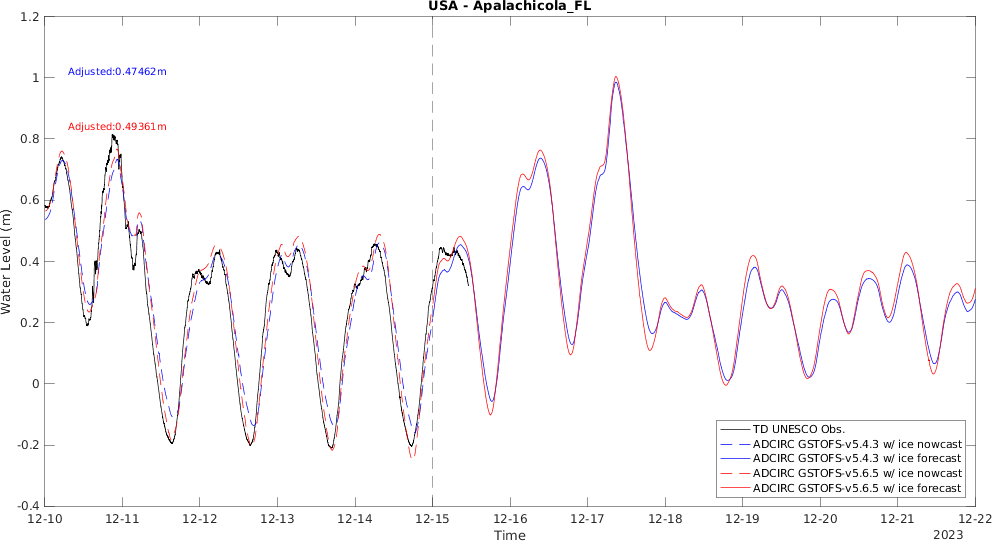 USA - Apalachicola_FL
1.2
1
0.8
0.6
0.4
0.2
0
-0.2
-0.4
Water Level (m)
Adjusted:0.47462m
Adjusted:0.49361m
TD UNESCO Obs.
ADCIRC GSTOFS-v5.4.3 w/ ice nowcast
ADCIRC GSTOFS-v5.4.3 w/ ice forecast
ADCIRC GSTOFS-v5.6.5 w/ ice nowcast
ADCIRC GSTOFS-v5.6.5 w/ ice forecast
12-10 12-11 12-12 12-13 12-14 12-15 12-16 12-17 12-18 12-19 12-20 12-21 12-22
Time
2023